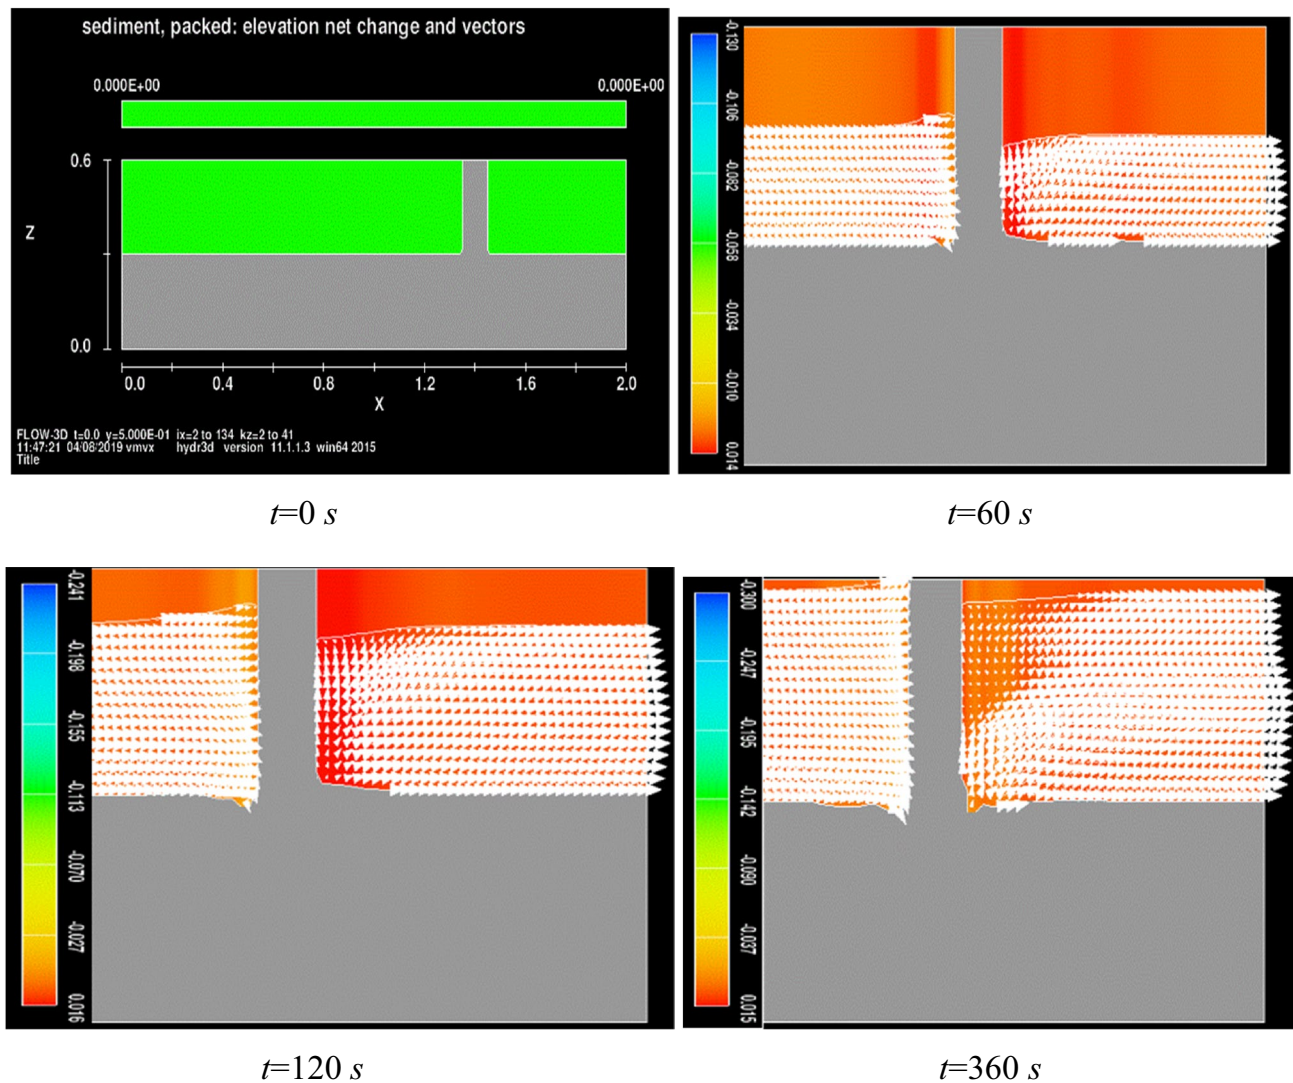 sediment, packed: elevation net change and vectors
0.000E+00 0.000E+00
0.6
Z
0.0
0.0 0.4 0.8 1.2 1.6 2.0
X
FLOW-3D t=0.0 y=5.000E-01 ix=2 to 134 kz=2 to 41
11:47:21 04/08/2019 vmvx hydr3d version 11.1.1.3 win64 2015
Title
t=0 s
-0.130
-0.106
-0.082
-0.058
-0.034
-0.010
0.014
t=60 s
-0.241
-0.198
-0.155
-0.113
-0.070
-0.027
0.016
t=120 s
-0.300
-0.247
-0.195
-0.142
-0.090
-0.037
0.015
t=360 s